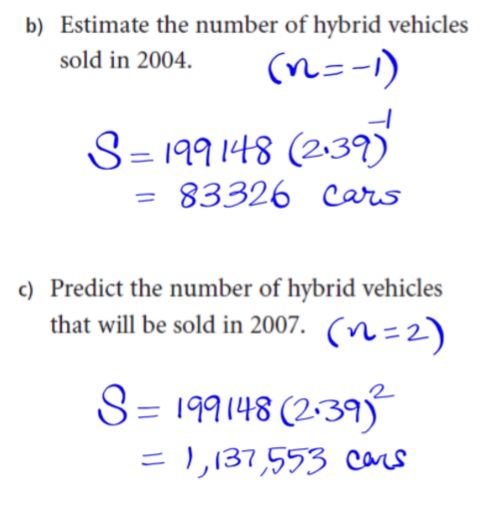 b) Estimate the number of hybrid vehicles
sold in 2004. (n=-1)
S = 199148 (2.39)⁻¹
= 83326 cars
c) Predict the number of hybrid vehicles
that will be sold in 2007. (n=2)
S = 199148 (2.39)²
= 1,137,553 cars